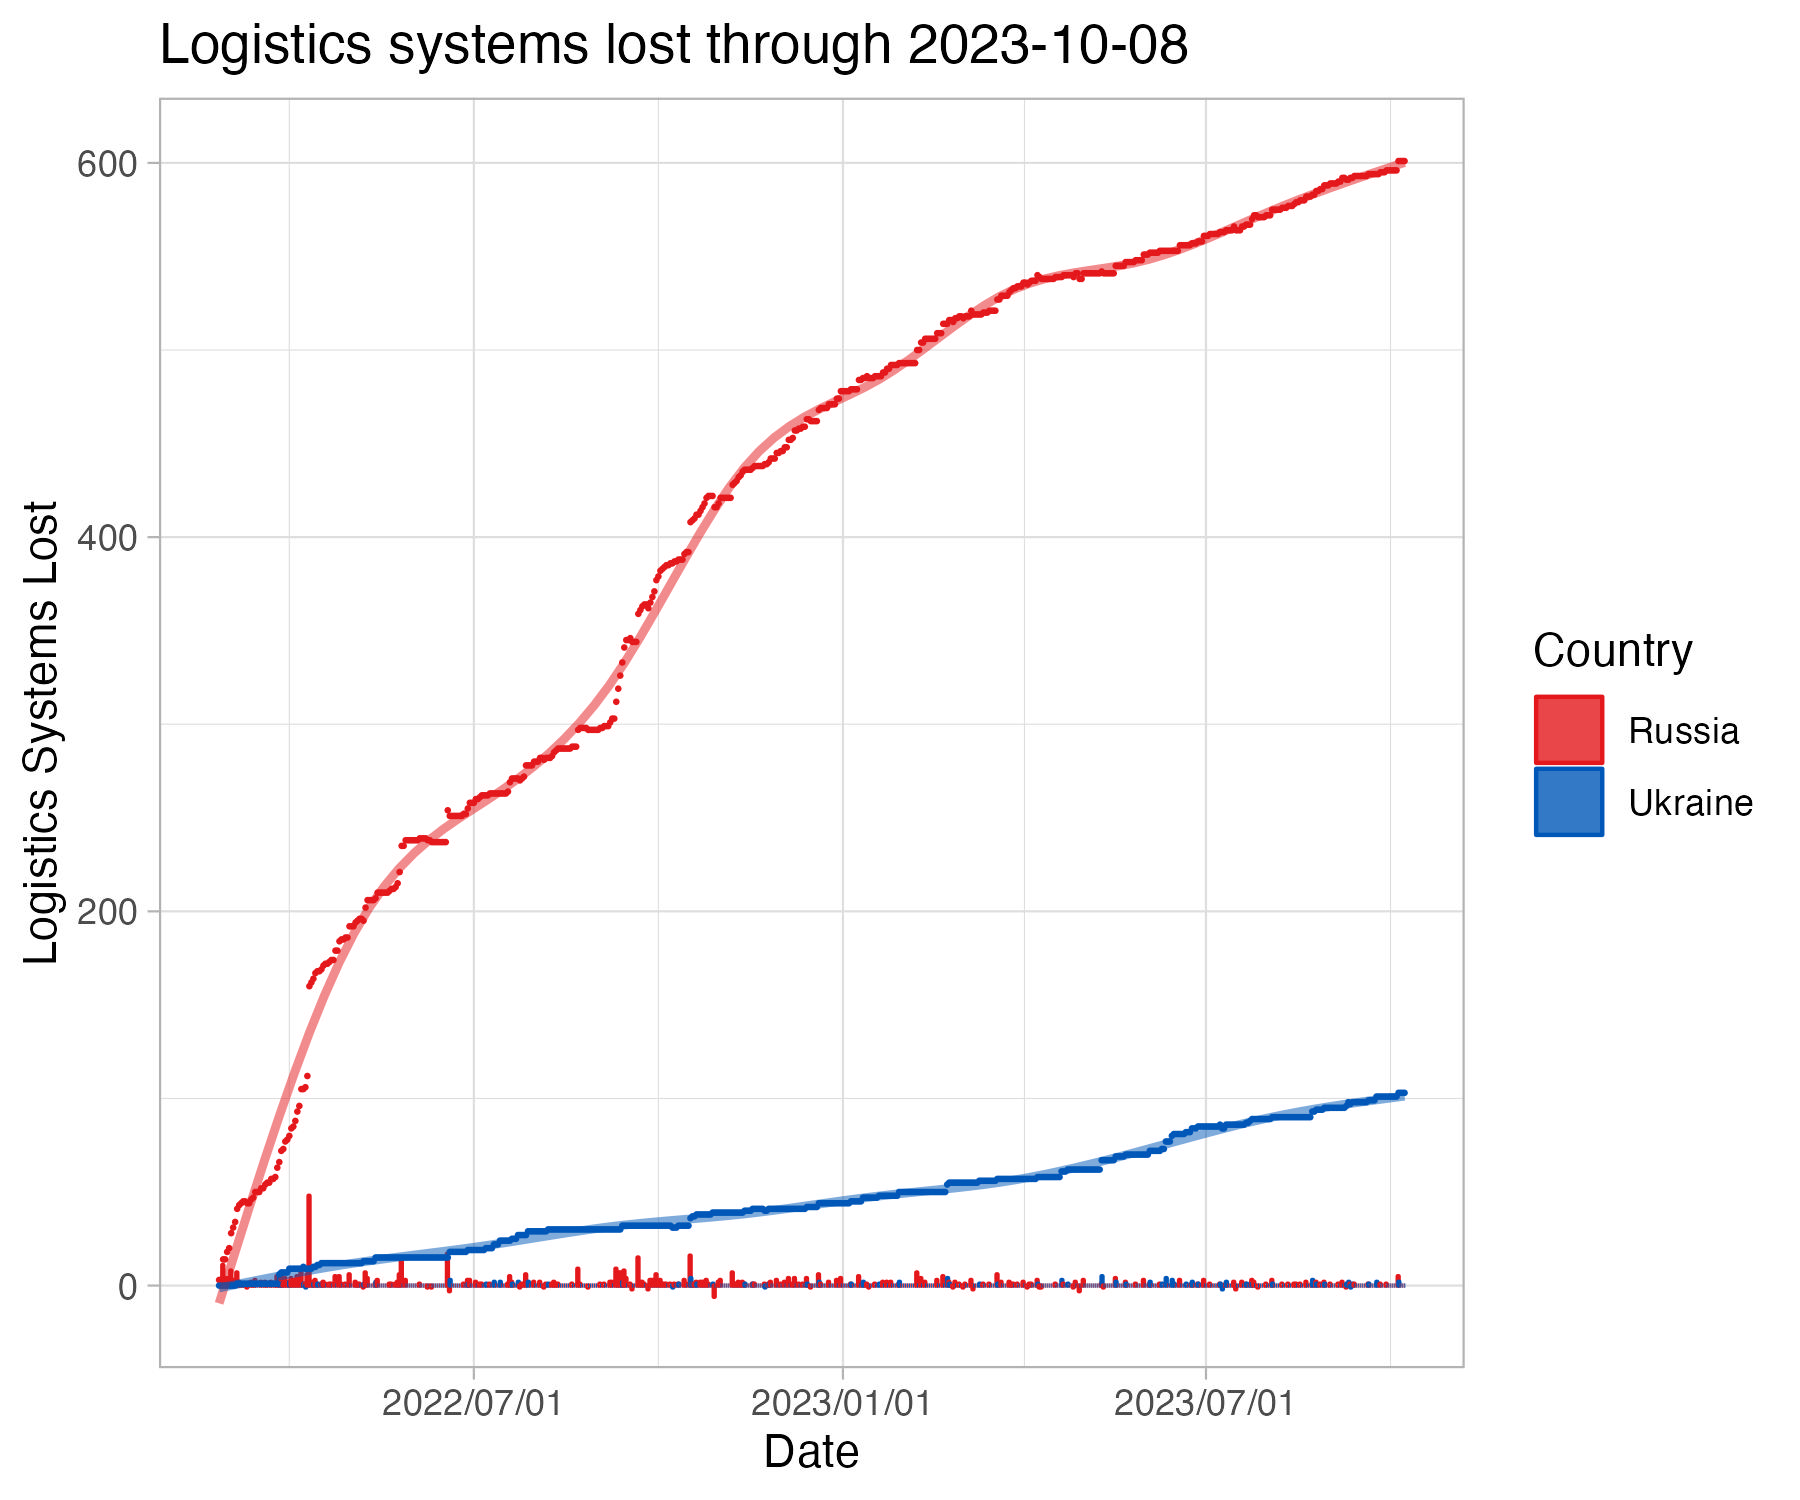 Logistics systems lost through 2023-10-08
Logistics Systems Lost
600
400
200
0
2022/07/01
2023/01/01
2023/07/01
Date
Country
Russia
Ukraine